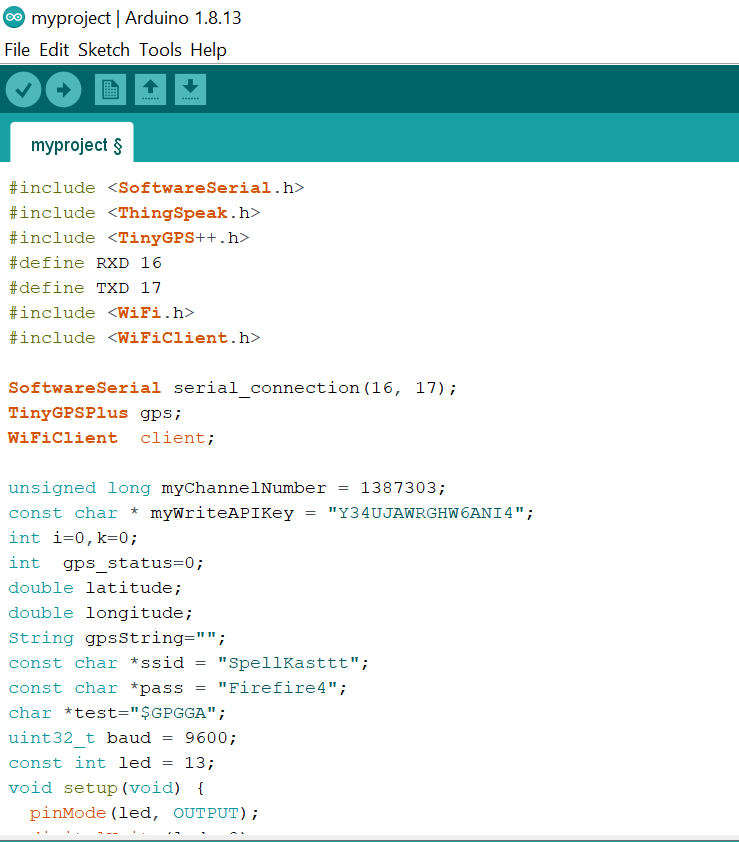 myproject | Arduino 1.8.13
File Edit Sketch Tools Help
myproject §
#include <SoftwareSerial.h>
#include <ThingSpeak.h>
#include <TinyGPS++.h>
#define RXD 16
#define TXD 17
#include <WiFi.h>
#include <WiFiClient.h>
SoftwareSerial serial_connection(16, 17);
TinyGPSPlus gps;
WiFiClient  client;
unsigned long myChannelNumber = 1387303;
const char * myWriteAPIKey = "Y34UJAWRGHW6ANI4";
int i=0,k=0;
int  gps_status=0;
double latitude;
double longitude;
String gpsString="";
const char *ssid = "SpellKasttt";
const char *pass = "Firefire4";
char *test="$GPGGA";
uint32_t baud = 9600;
const int led = 13;
void setup(void) {
  pinMode(led, OUTPUT);